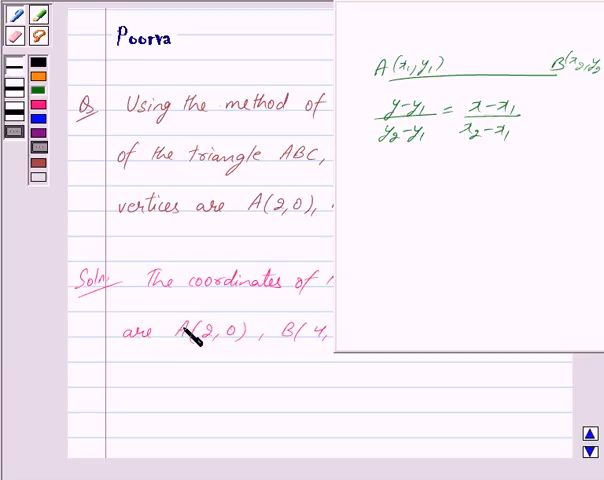 Poorva
Q. Using the method of
of the triangle ABC,
vertices are A(2,0),
Soln. The coordinates of
are A(2,0), B(4,
A(x₁,y₁) B(x₂,y₂
y-y₁/y₂-y₁ = x-x₁/x₂-x₁